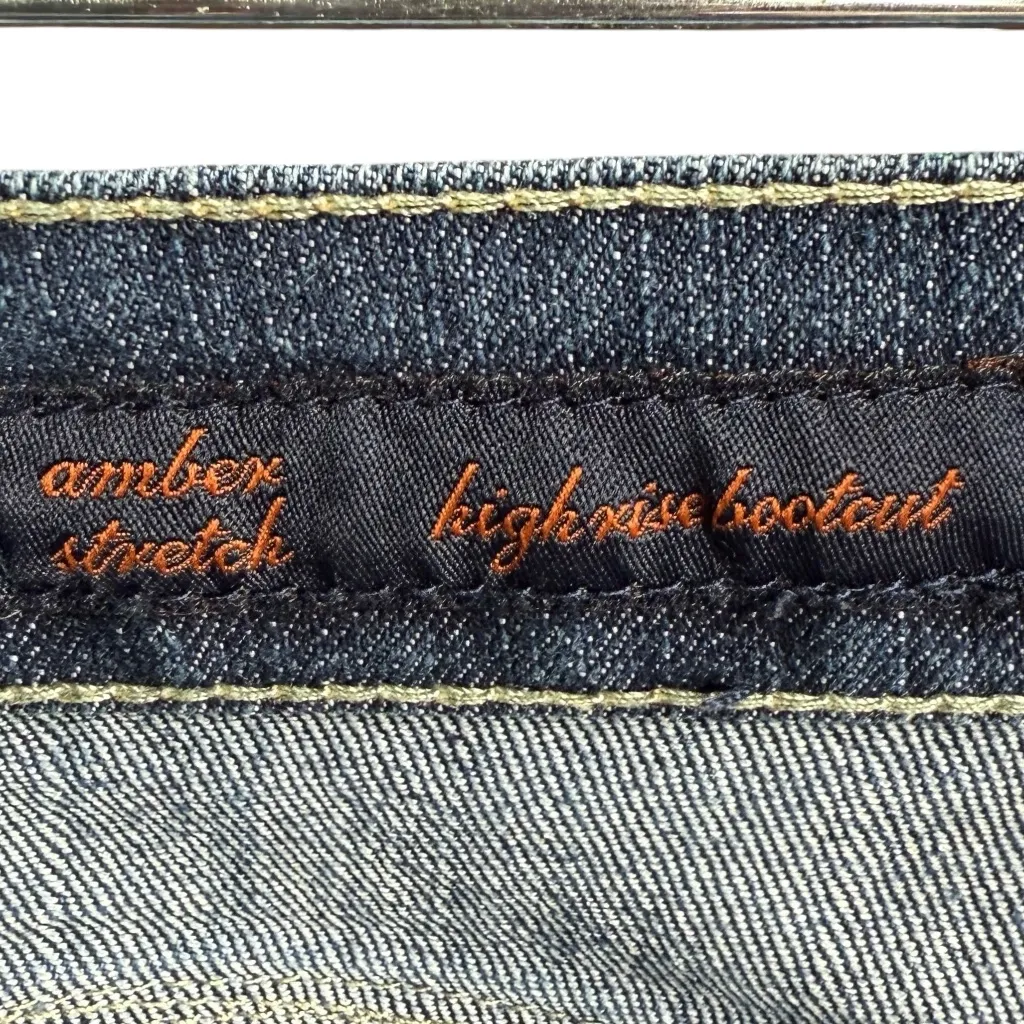 amber
stretch
high rise bootcut